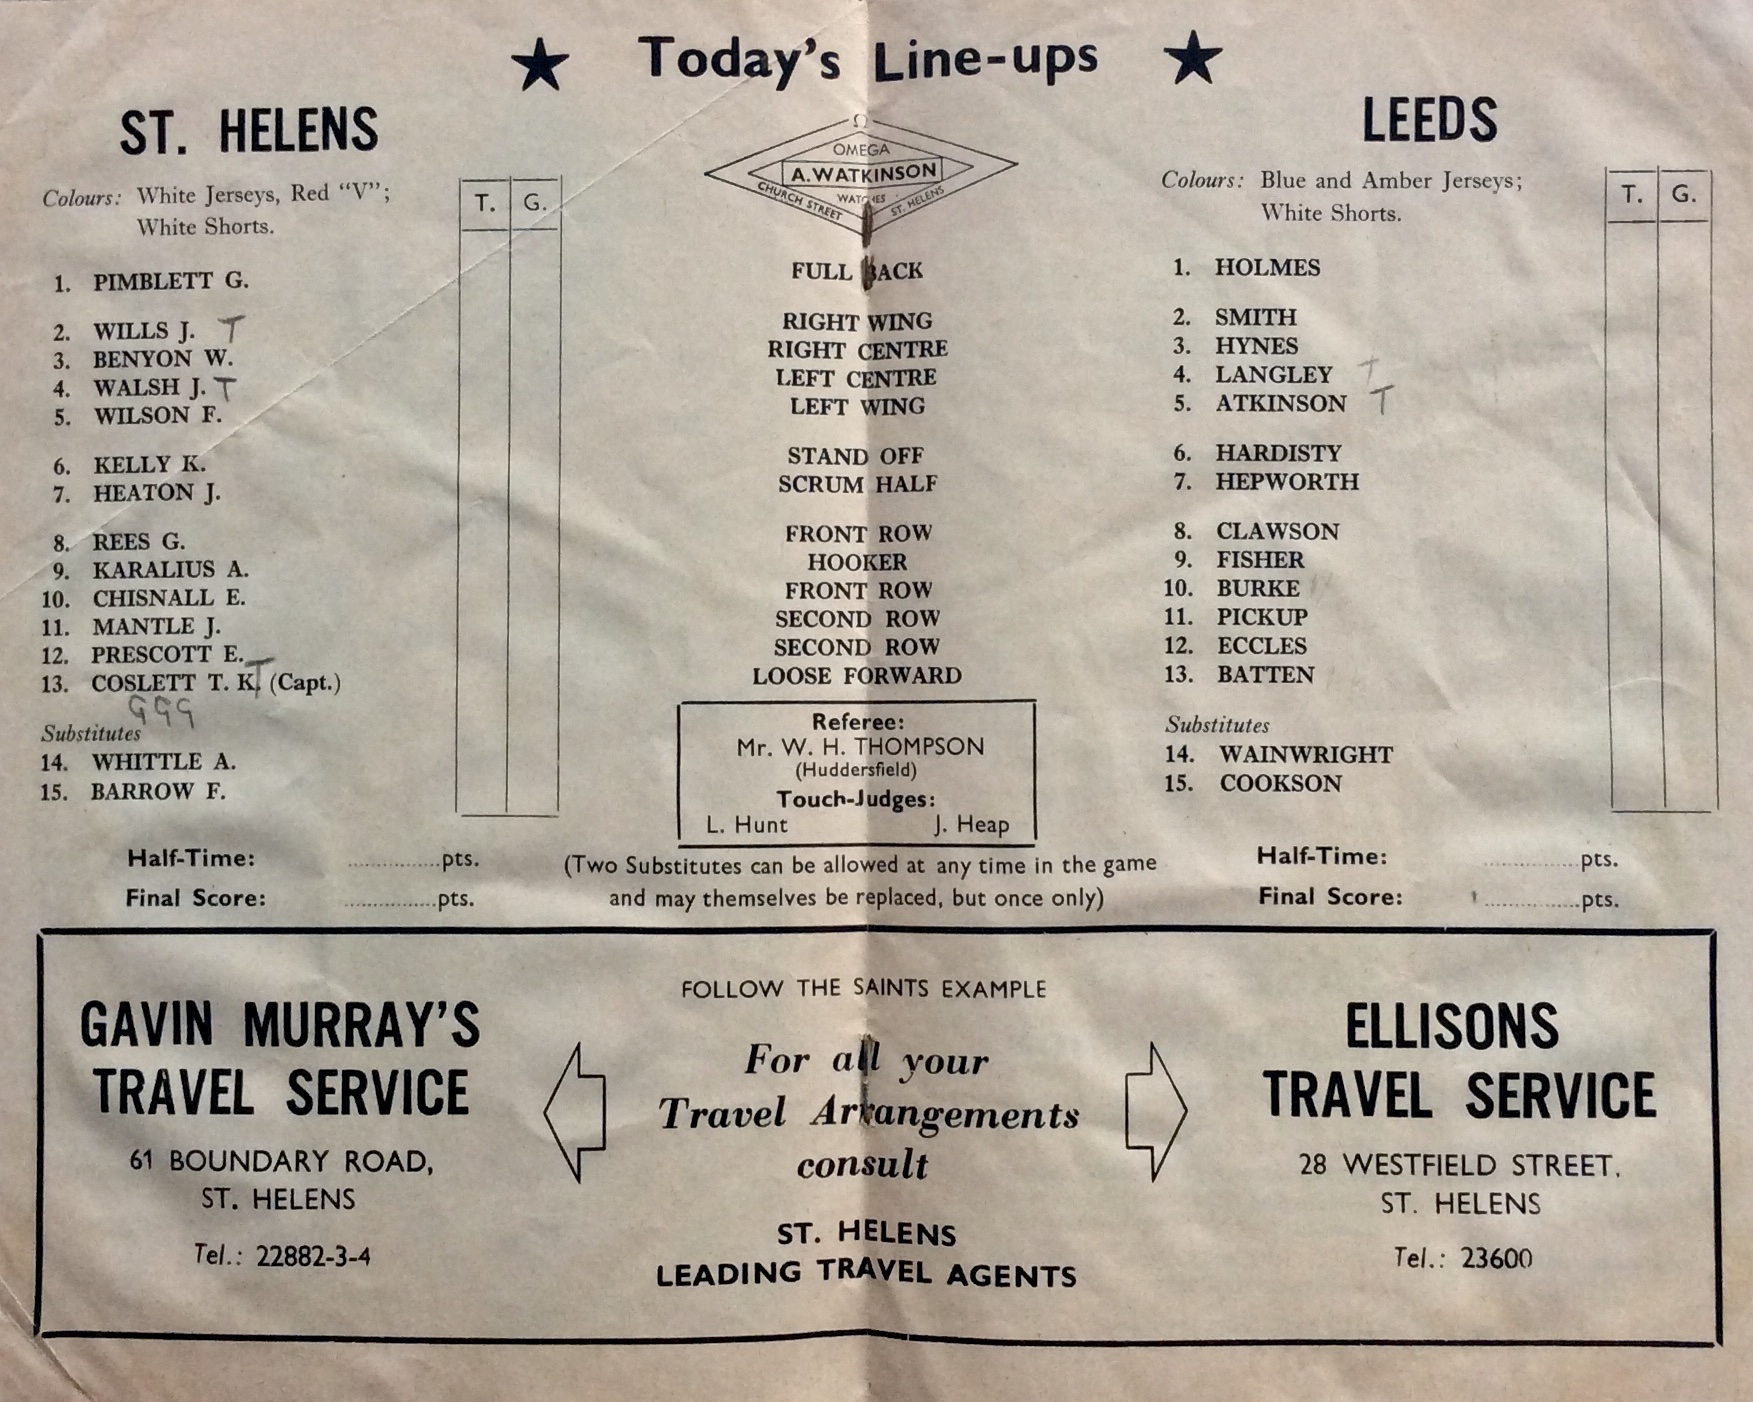 ★ Today's Line-ups ★
ST. HELENS
Colours: White Jerseys, Red "V";
White Shorts.
T. G.
1. PIMBLETT G.
2. WILLS J. T
3. BENYON W.
4. WALSH J. T
5. WILSON F.
6. KELLY K.
7. HEATON J.
8. REES G.
9. KARALIUS A.
10. CHISNALL E.
11. MANTLE J.
12. PRESCOTT E.
13. COSLETT T. K. (Capt.) T
GGG
Substitutes
14. WHITTLE A.
15. BARROW F.
Half-Time: ...............pts.
Final Score: ...............pts.
Ω
OMEGA
A. WATKINSON
WATCHES
CHURCH STREET ST. HELENS
FULL BACK
RIGHT WING
RIGHT CENTRE
LEFT CENTRE
LEFT WING
STAND OFF
SCRUM HALF
FRONT ROW
HOOKER
FRONT ROW
SECOND ROW
SECOND ROW
LOOSE FORWARD
Referee:
Mr. W. H. THOMPSON
(Huddersfield)
Touch-Judges:
L. Hunt J. Heap
(Two Substitutes can be allowed at any time in the game
and may themselves be replaced, but once only)
LEEDS
Colours: Blue and Amber Jerseys;
White Shorts.
T. G.
1. HOLMES
2. SMITH
3. HYNES
4. LANGLEY T
5. ATKINSON T
6. HARDISTY
7. HEPWORTH
8. CLAWSON
9. FISHER
10. BURKE
11. PICKUP
12. ECCLES
13. BATTEN
Substitutes
14. WAINWRIGHT
15. COOKSON
Half-Time: ...............pts.
Final Score: ...............pts.
GAVIN MURRAY'S
TRAVEL SERVICE
61 BOUNDARY ROAD,
ST. HELENS
Tel.: 22882-3-4
FOLLOW THE SAINTS EXAMPLE
For all your
Travel Arrangements
consult
ST. HELENS
LEADING TRAVEL AGENTS
ELLISONS
TRAVEL SERVICE
28 WESTFIELD STREET.
ST. HELENS
Tel.: 23600